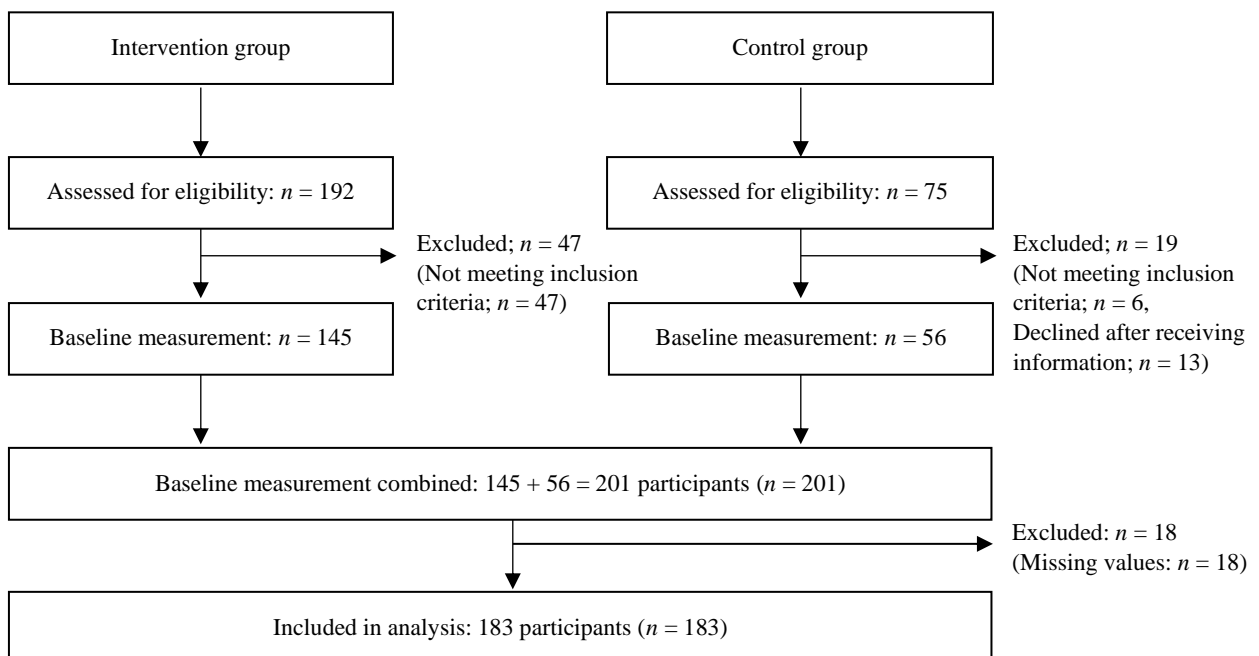 Intervention group
Control group
Assessed for eligibility: n = 192
Assessed for eligibility: n = 75
Excluded; n = 47
(Not meeting inclusion
criteria; n = 47)
Excluded; n = 19
(Not meeting inclusion
criteria; n = 6,
Declined after receiving
information; n = 13)
Baseline measurement: n = 145
Baseline measurement: n = 56
Baseline measurement combined: 145 + 56 = 201 participants (n = 201)
Excluded: n = 18
(Missing values: n = 18)
Included in analysis: 183 participants (n = 183)